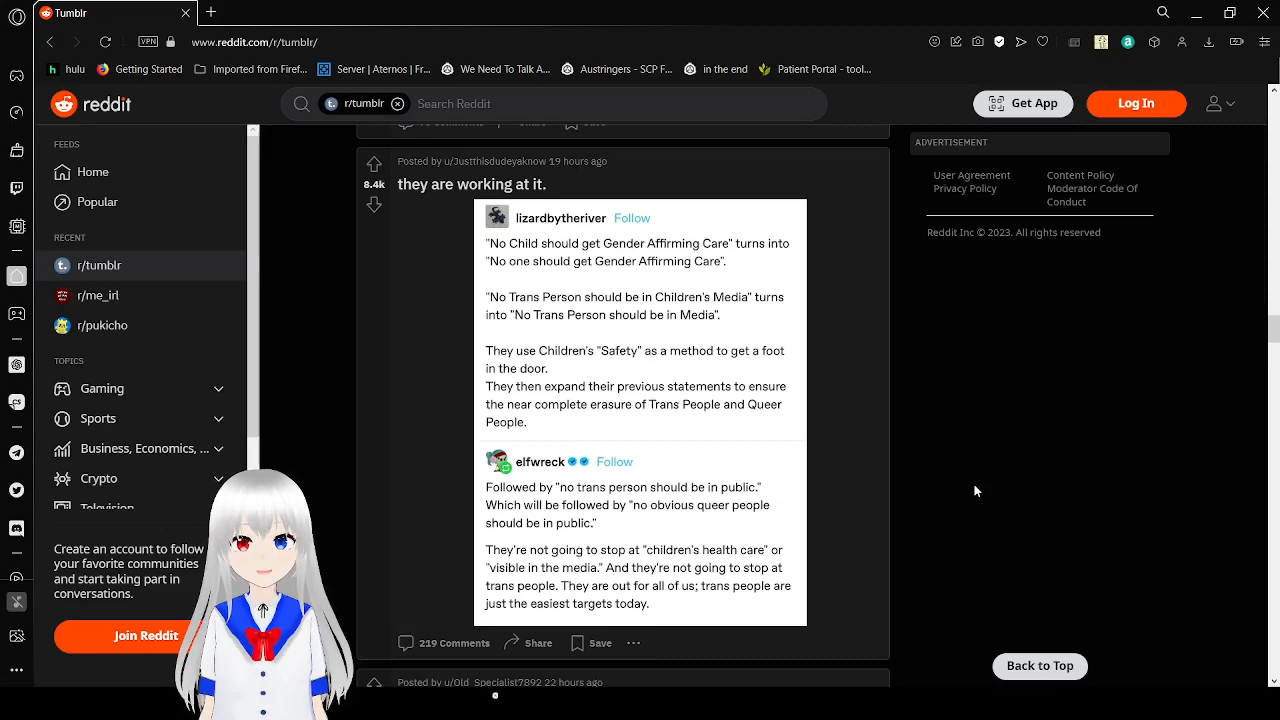 Tumblr
VPN
www.reddit.com/r/tumblr/
hulu
Getting Started
Imported from Firef...
Server | Aternos | Fr...
We Need To Talk A...
Austringers - SCP F...
in the end
Patient Portal - tool...
reddit
r/tumblr
Search Reddit
Get App
Log In
FEEDS
Home
Popular
RECENT
r/tumblr
r/me_irl
r/pukicho
TOPICS
Gaming
Sports
Business, Economics, ...
Crypto
Television
Create an account to follow
your favorite communities
and start taking part in
conversations.
Join Reddit
Share
Save
Posted by u/Justthlsdudeyaknow 19 hours ago
8.4k
they are working at it.
lizardbytheriver Follow
"No Child should get Gender Affirming Care" turns into
"No one should get Gender Affirming Care".
"No Trans Person should be in Children's Media" turns
into "No Trans Person should be in Media".
They use Children's "Safety" as a method to get a foot
in the door.
They then expand their previous statements to ensure
the near complete erasure of Trans People and Queer
People.
elfwreck Follow
Followed by "no trans person should be in public."
Which will be followed by "no obvious queer people
should be in public."
They're not going to stop at "children's health care" or
"visible in the media." And they're not going to stop at
trans people. They are out for all of us; trans people are
just the easiest targets today.
219 Comments
Share
Save
Posted by u/Old_Specialist7892 22 hours ago
ADVERTISEMENT
User Agreement
Privacy Policy
Content Policy
Moderator Code Of
Conduct
Reddit Inc © 2023. All rights reserved
Back to Top